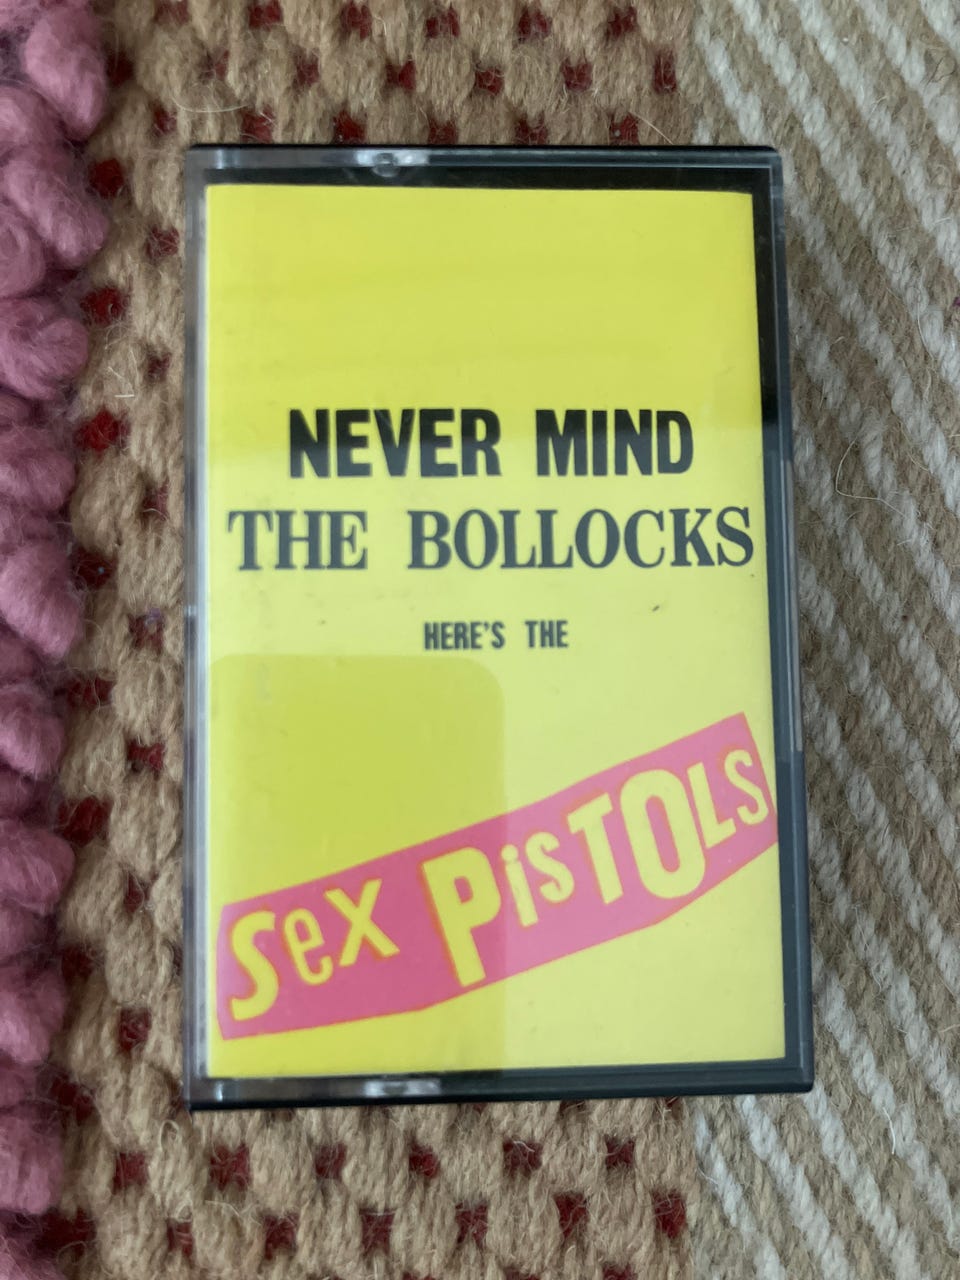 NEVER MIND
THE BOLLOCKS
HERE'S THE
Sex PisTOLS